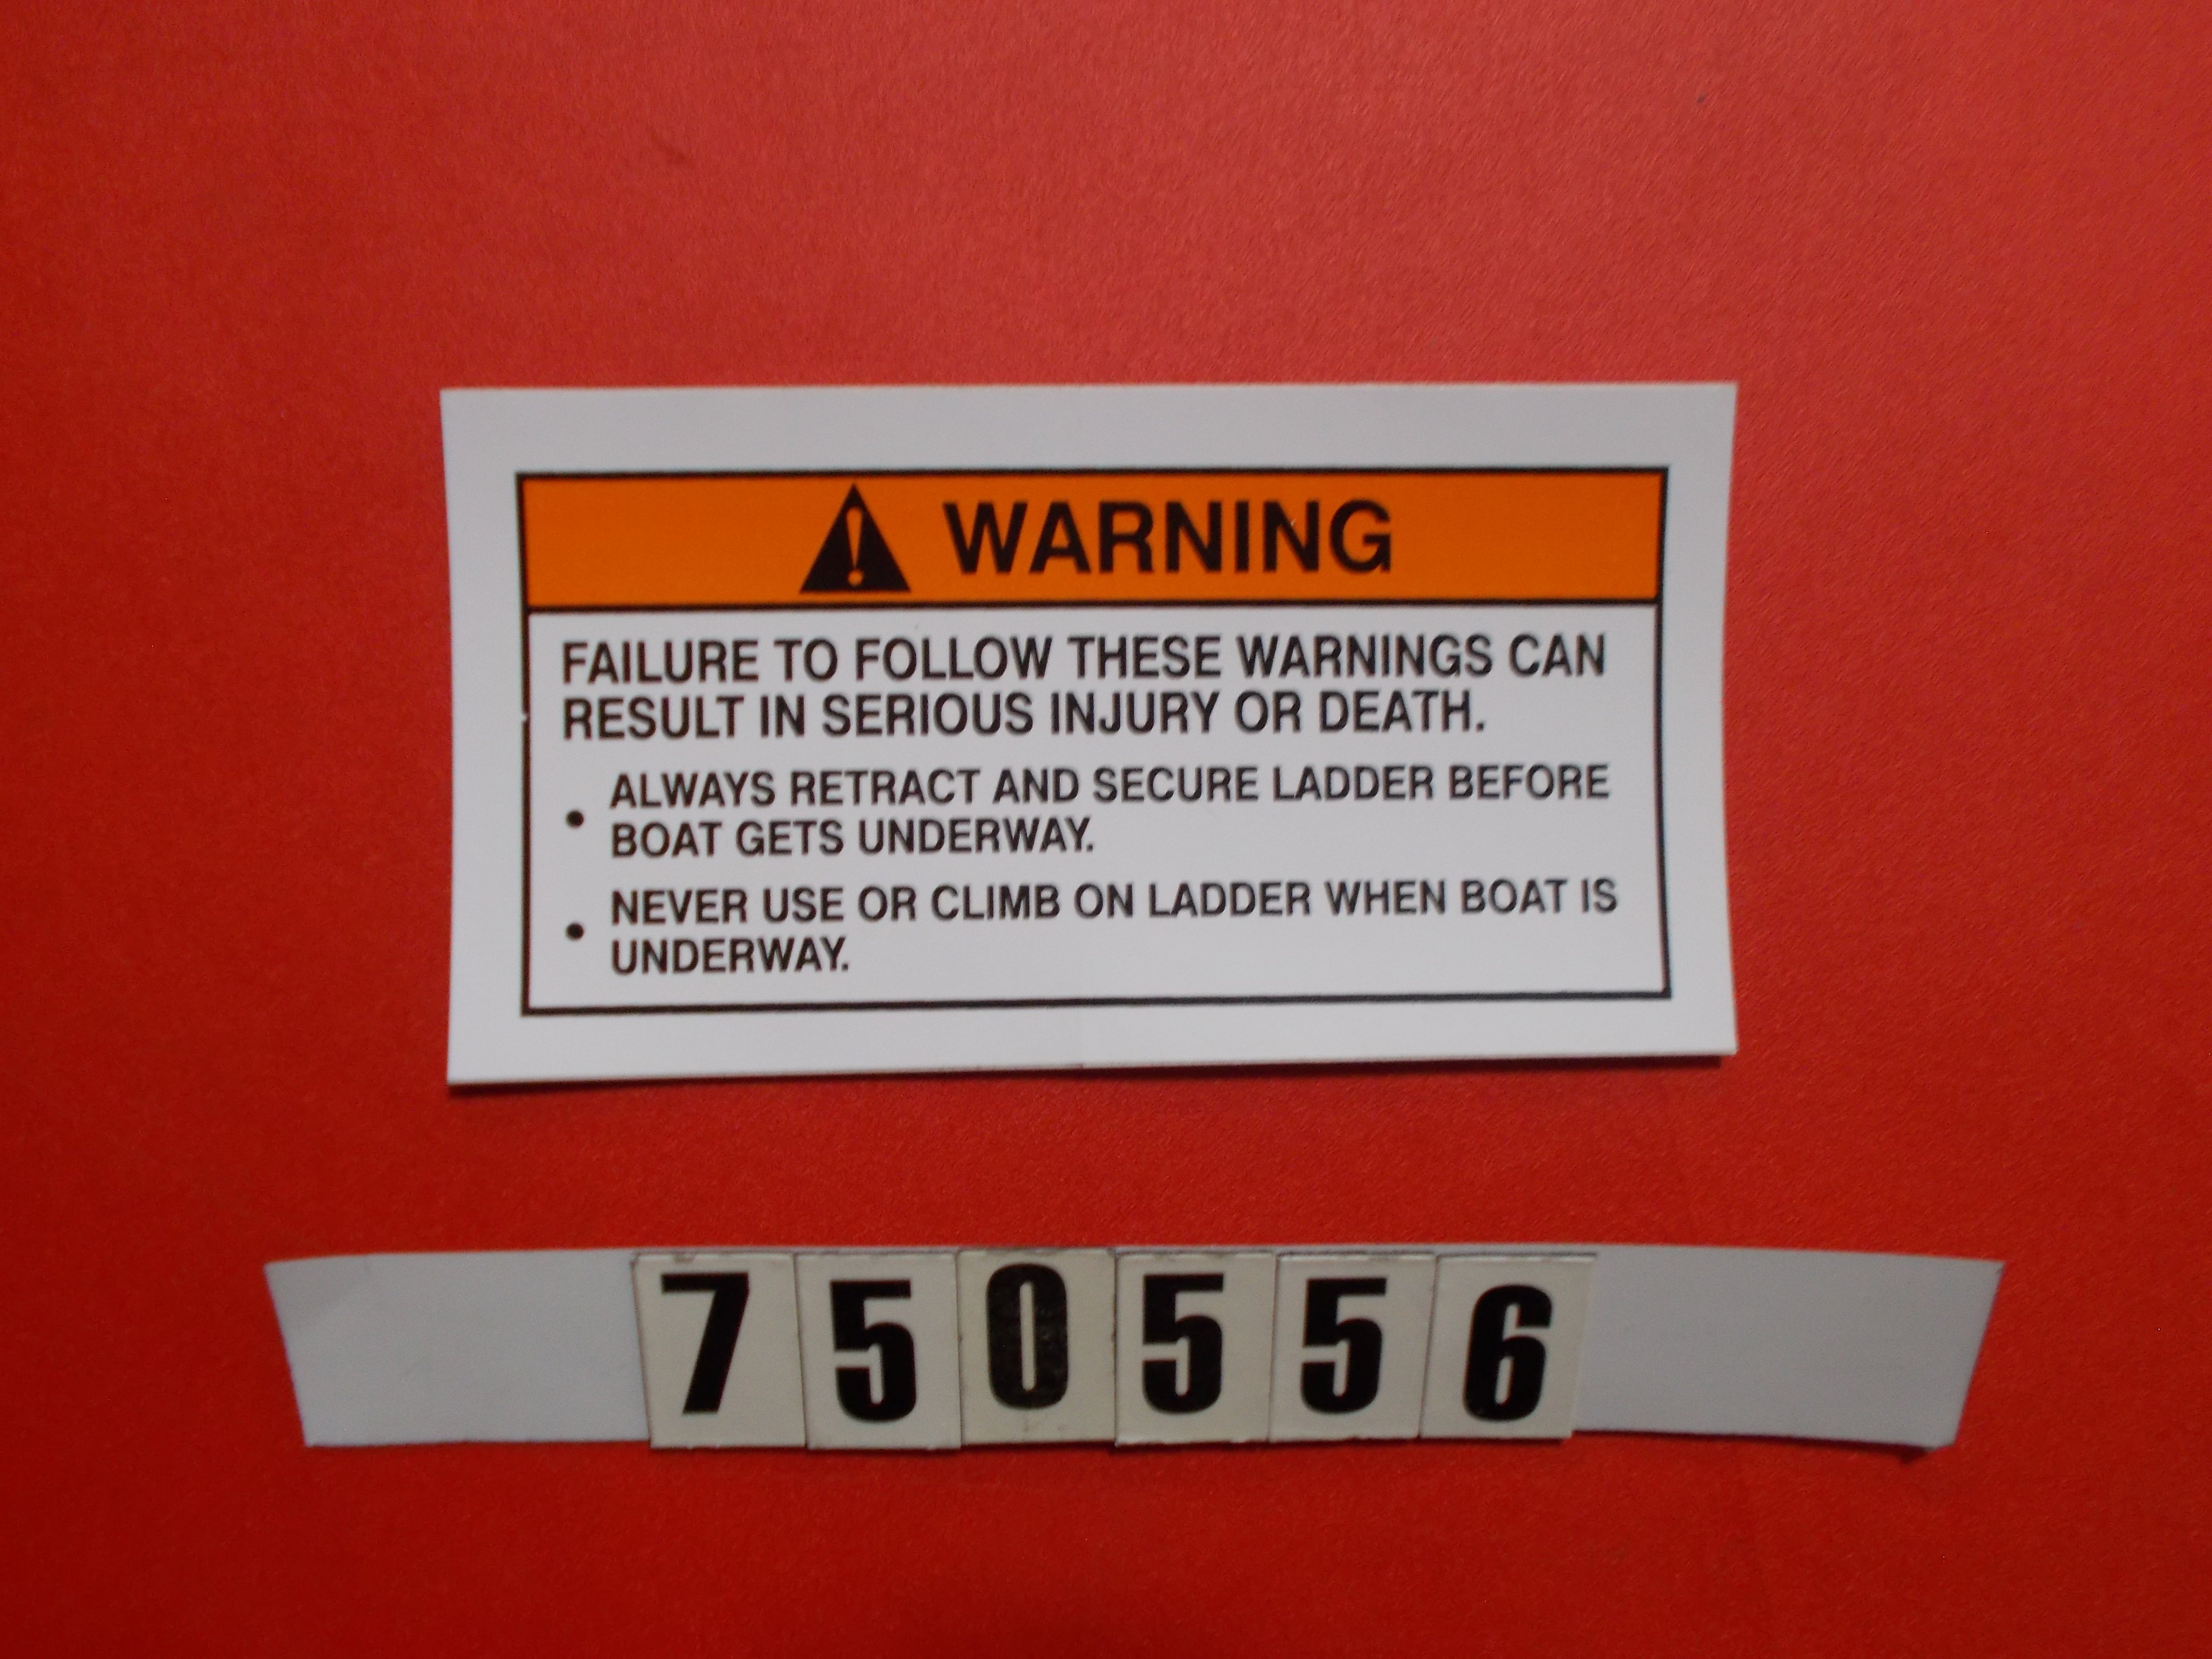 WARNING
FAILURE TO FOLLOW THESE WARNINGS CAN
RESULT IN SERIOUS INJURY OR DEATH.
• ALWAYS RETRACT AND SECURE LADDER BEFORE
BOAT GETS UNDERWAY.
• NEVER USE OR CLIMB ON LADDER WHEN BOAT IS
UNDERWAY.
750556